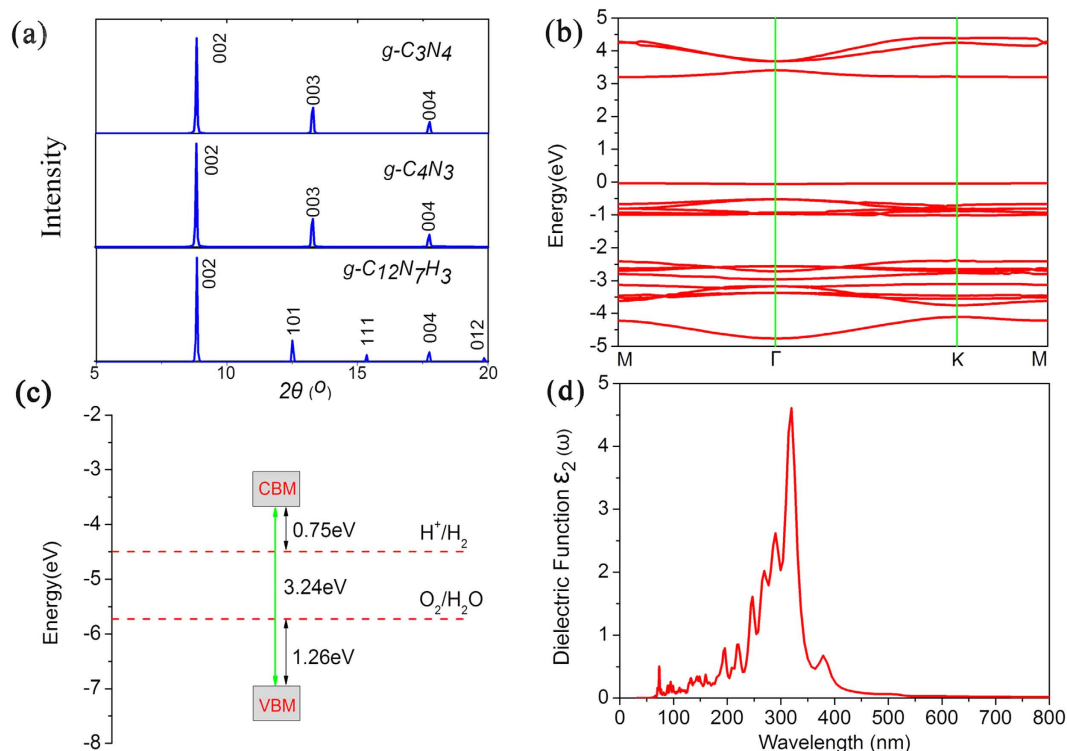 (a)
g-C3N4
002
003
004
g-C4N3
002
003
004
g-C12N7H3
002
101
111
004
012
Intensity
5 10 15 20
2θ (o)
(b)
5
4
3
2
1
0
-1
-2
-3
-4
-5
Energy(eV)
M Γ K M
(c)
-2
-3
-4
-5
-6
-7
-8
Energy(eV)
CBM
0.75eV
H+/H2
3.24eV
O2/H2O
1.26eV
VBM
(d)
5
4
3
2
1
0
Dielectric Function ε2 (ω)
0 100 200 300 400 500 600 700 800
Wavelength (nm)